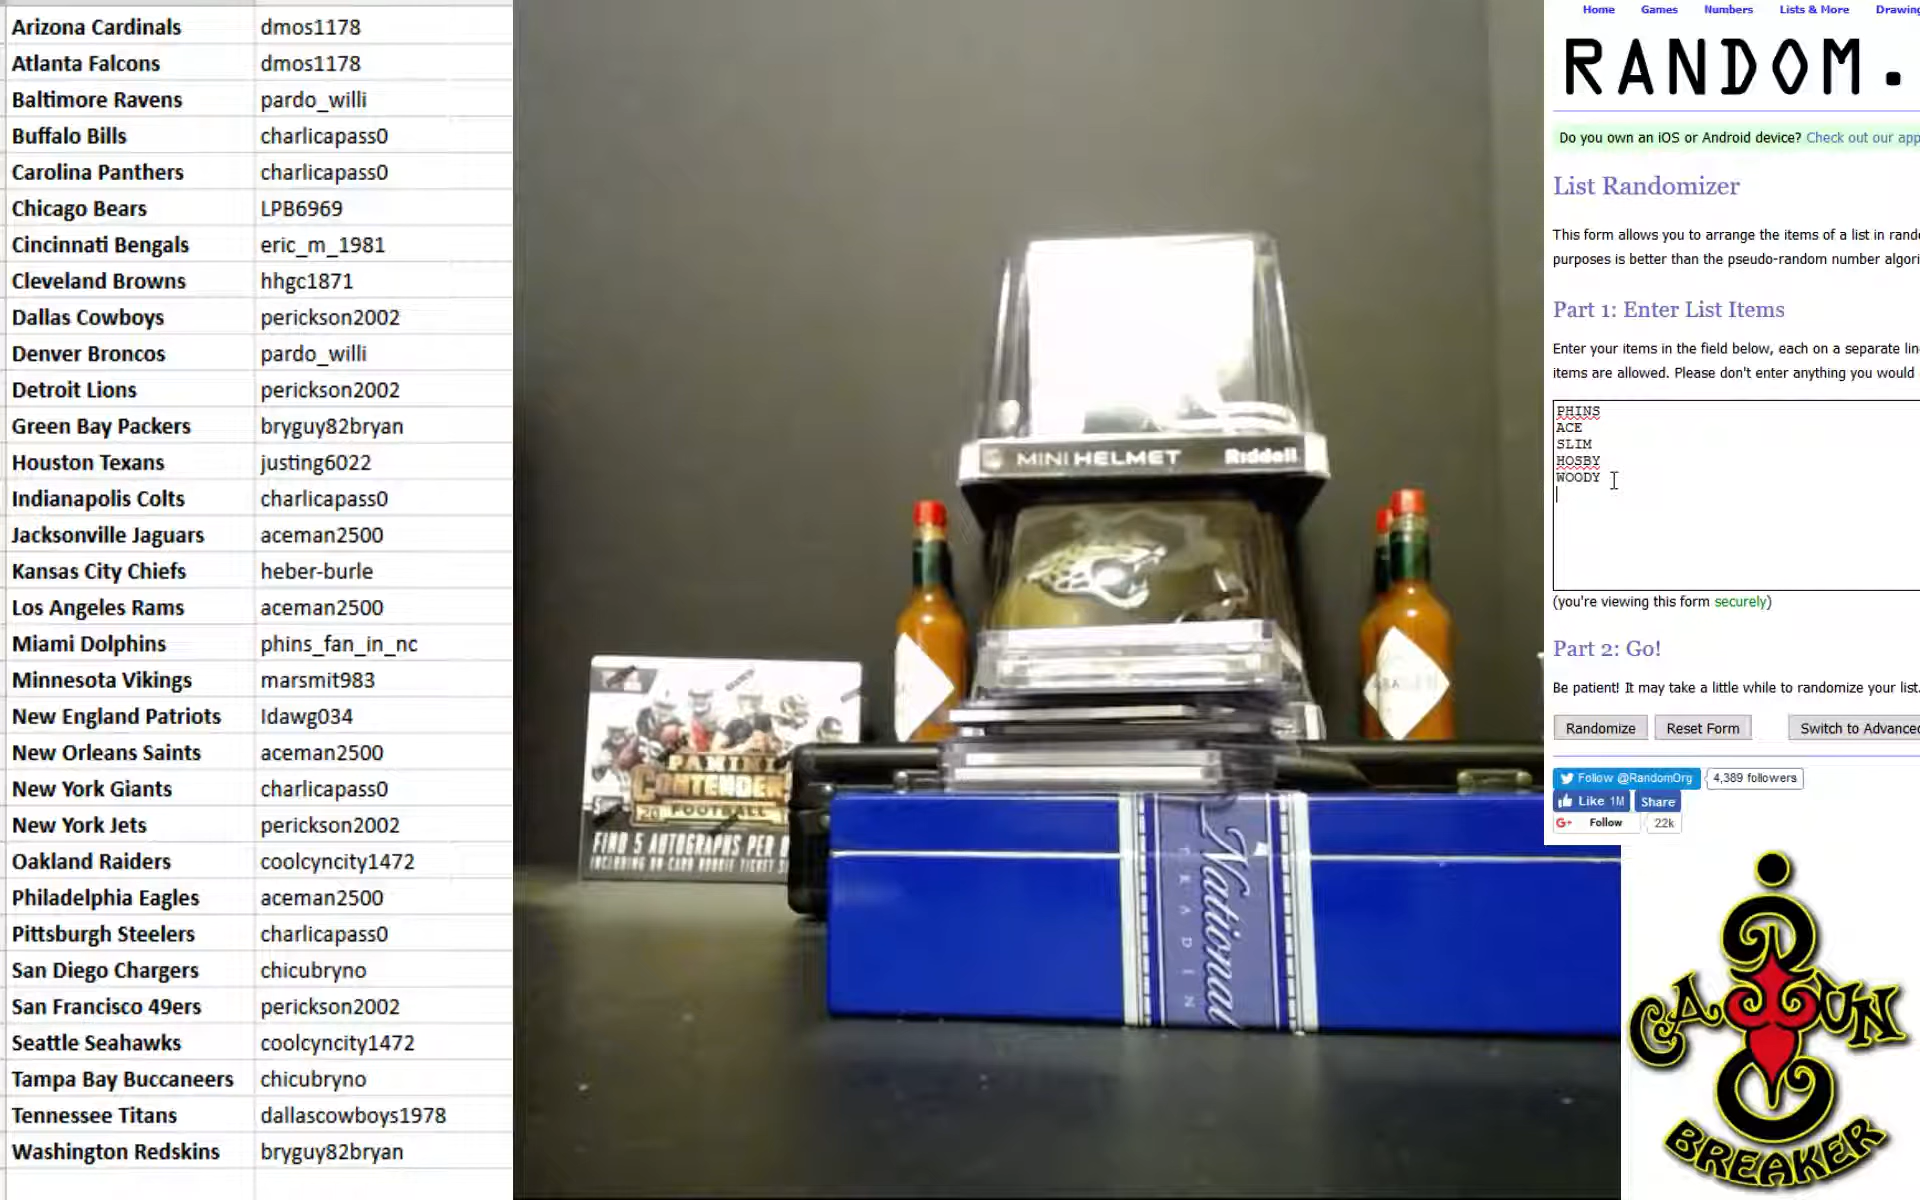 Arizona Cardinals dmos1178
Atlanta Falcons dmos1178
Baltimore Ravens pardo_willi
Buffalo Bills charlicapass0
Carolina Panthers charlicapass0
Chicago Bears LPB6969
Cincinnati Bengals eric_m_1981
Cleveland Browns hhgc1871
Dallas Cowboys perickson2002
Denver Broncos pardo_willi
Detroit Lions perickson2002
Green Bay Packers bryguy82bryan
Houston Texans justing6022
Indianapolis Colts charlicapass0
Jacksonville Jaguars aceman2500
Kansas City Chiefs heber-burle
Los Angeles Rams aceman2500
Miami Dolphins phins_fan_in_nc
Minnesota Vikings marsmit983
New England Patriots ldawg034
New Orleans Saints aceman2500
New York Giants charlicapass0
New York Jets perickson2002
Oakland Raiders coolcyncity1472
Philadelphia Eagles aceman2500
Pittsburgh Steelers charlicapass0
San Diego Chargers chicubryno
San Francisco 49ers perickson2002
Seattle Seahawks coolcyncity1472
Tampa Bay Buccaneers chicubryno
Tennessee Titans dallascowboys1978
Washington Redskins bryguy82bryan
MINI HELMET Riddell
PANINI
CONTENDERS
20 FOOTBALL
FIND 5 AUTOGRAPHS PER
INCLUDING ON CARD ROOKIE TICKET
National
Home Games Numbers Lists & More Drawing
RANDOM.
Do you own an iOS or Android device? Check out our app
List Randomizer
This form allows you to arrange the items of a list in rand
purposes is better than the pseudo-random number algori
Part 1: Enter List Items
Enter your items in the field below, each on a separate lin
items are allowed. Please don't enter anything you would
PHINS
ACE
SLIM
HOSBY
WOODY
(you're viewing this form securely)
Part 2: Go!
Be patient! It may take a little while to randomize your list.
Randomize Reset Form Switch to Advanced
Follow @RandomOrg 4,389 followers
Like 1M Share
G+ Follow 22k
CAJUN
BREAKER